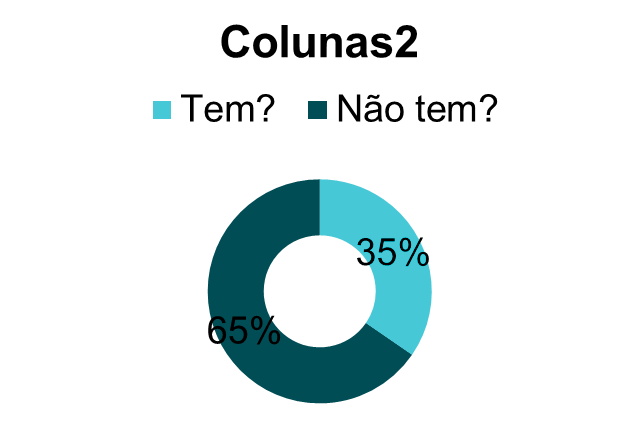 Colunas2
Tem? Não tem?
35%
65%